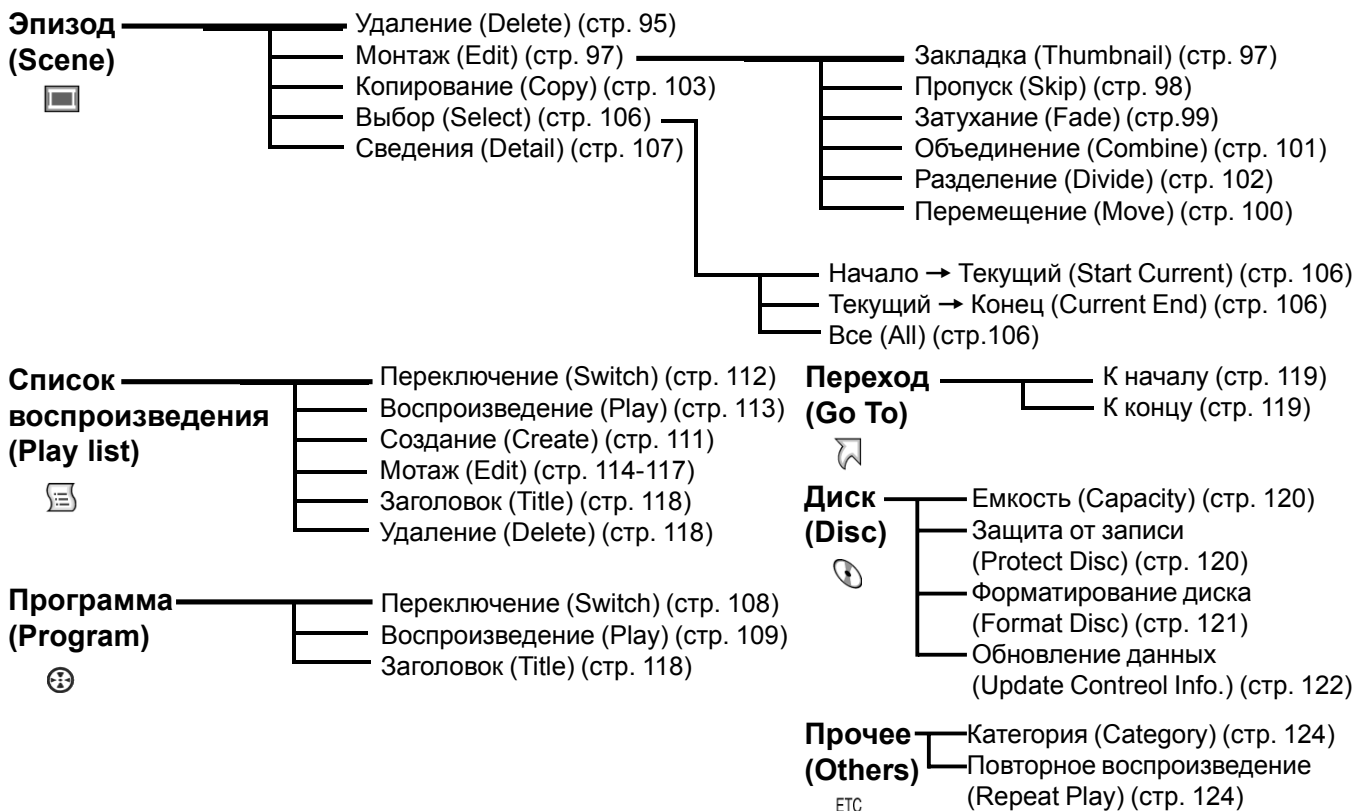 Эпизод
(Scene)
Удаление (Delete) (стр. 95)
Монтаж (Edit) (стр. 97)
Копирование (Copy) (стр. 103)
Выбор (Select) (стр. 106)
Сведения (Detail) (стр. 107)
Закладка (Thumbnail) (стр. 97)
Пропуск (Skip) (стр. 98)
Затухание (Fade) (стр.99)
Объединение (Combine) (стр. 101)
Разделение (Divide) (стр. 102)
Перемещение (Move) (стр. 100)
Начало → Текущий (Start Current) (стр. 106)
Текущий → Конец (Current End) (стр. 106)
Все (All) (стр.106)
Список
воспроизведения
(Play list)
Переключение (Switch) (стр. 112)
Воспроизведение (Play) (стр. 113)
Создание (Create) (стр. 111)
Мотаж (Edit) (стр. 114-117)
Заголовок (Title) (стр. 118)
Удаление (Delete) (стр. 118)
Программа
(Program)
Переключение (Switch) (стр. 108)
Воспроизведение (Play) (стр. 109)
Заголовок (Title) (стр. 118)
Переход
(Go To)
К началу (стр. 119)
К концу (стр. 119)
Диск
(Disc)
Емкость (Capacity) (стр. 120)
Защита от записи
(Protect Disc) (стр. 120)
Форматирование диска
(Format Disc) (стр. 121)
Обновление данных
(Update Contreol Info.) (стр. 122)
Прочее
(Others)
ETC
Категория (Category) (стр. 124)
Повторное воспроизведение
(Repeat Play) (стр. 124)